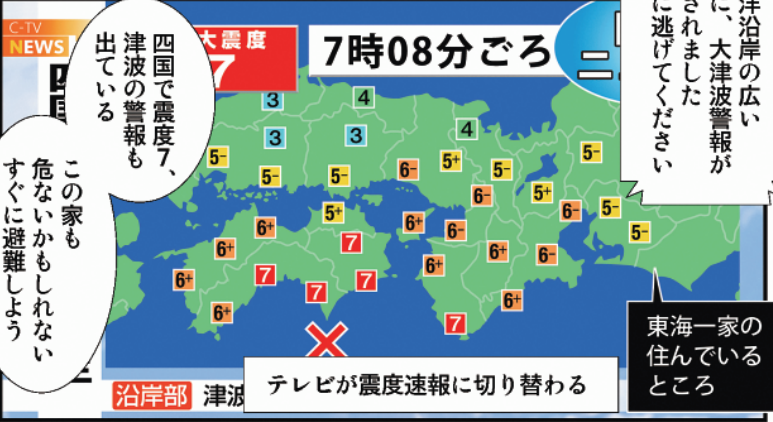 洋沿岸の広い
に、大津波警報が
されました
に逃げてください
C-TV
NEWS
大震度
7
7時08分ごろ
四国で震度7、
津波の警報も
出ている
この家も
危ないかもしれない
すぐに避難しよう
3
4
3
3
4
5-
5-
5-
6-
5+
5-
5-
6-
5+
6-
5-
5-
5+
6+
6-
6-
6+
7
6+
6-
6+
7
7
6+
7
6+
6+
7
東海一家の
住んでいる
ところ
テレビが震度速報に切り替わる
沿岸部 津波